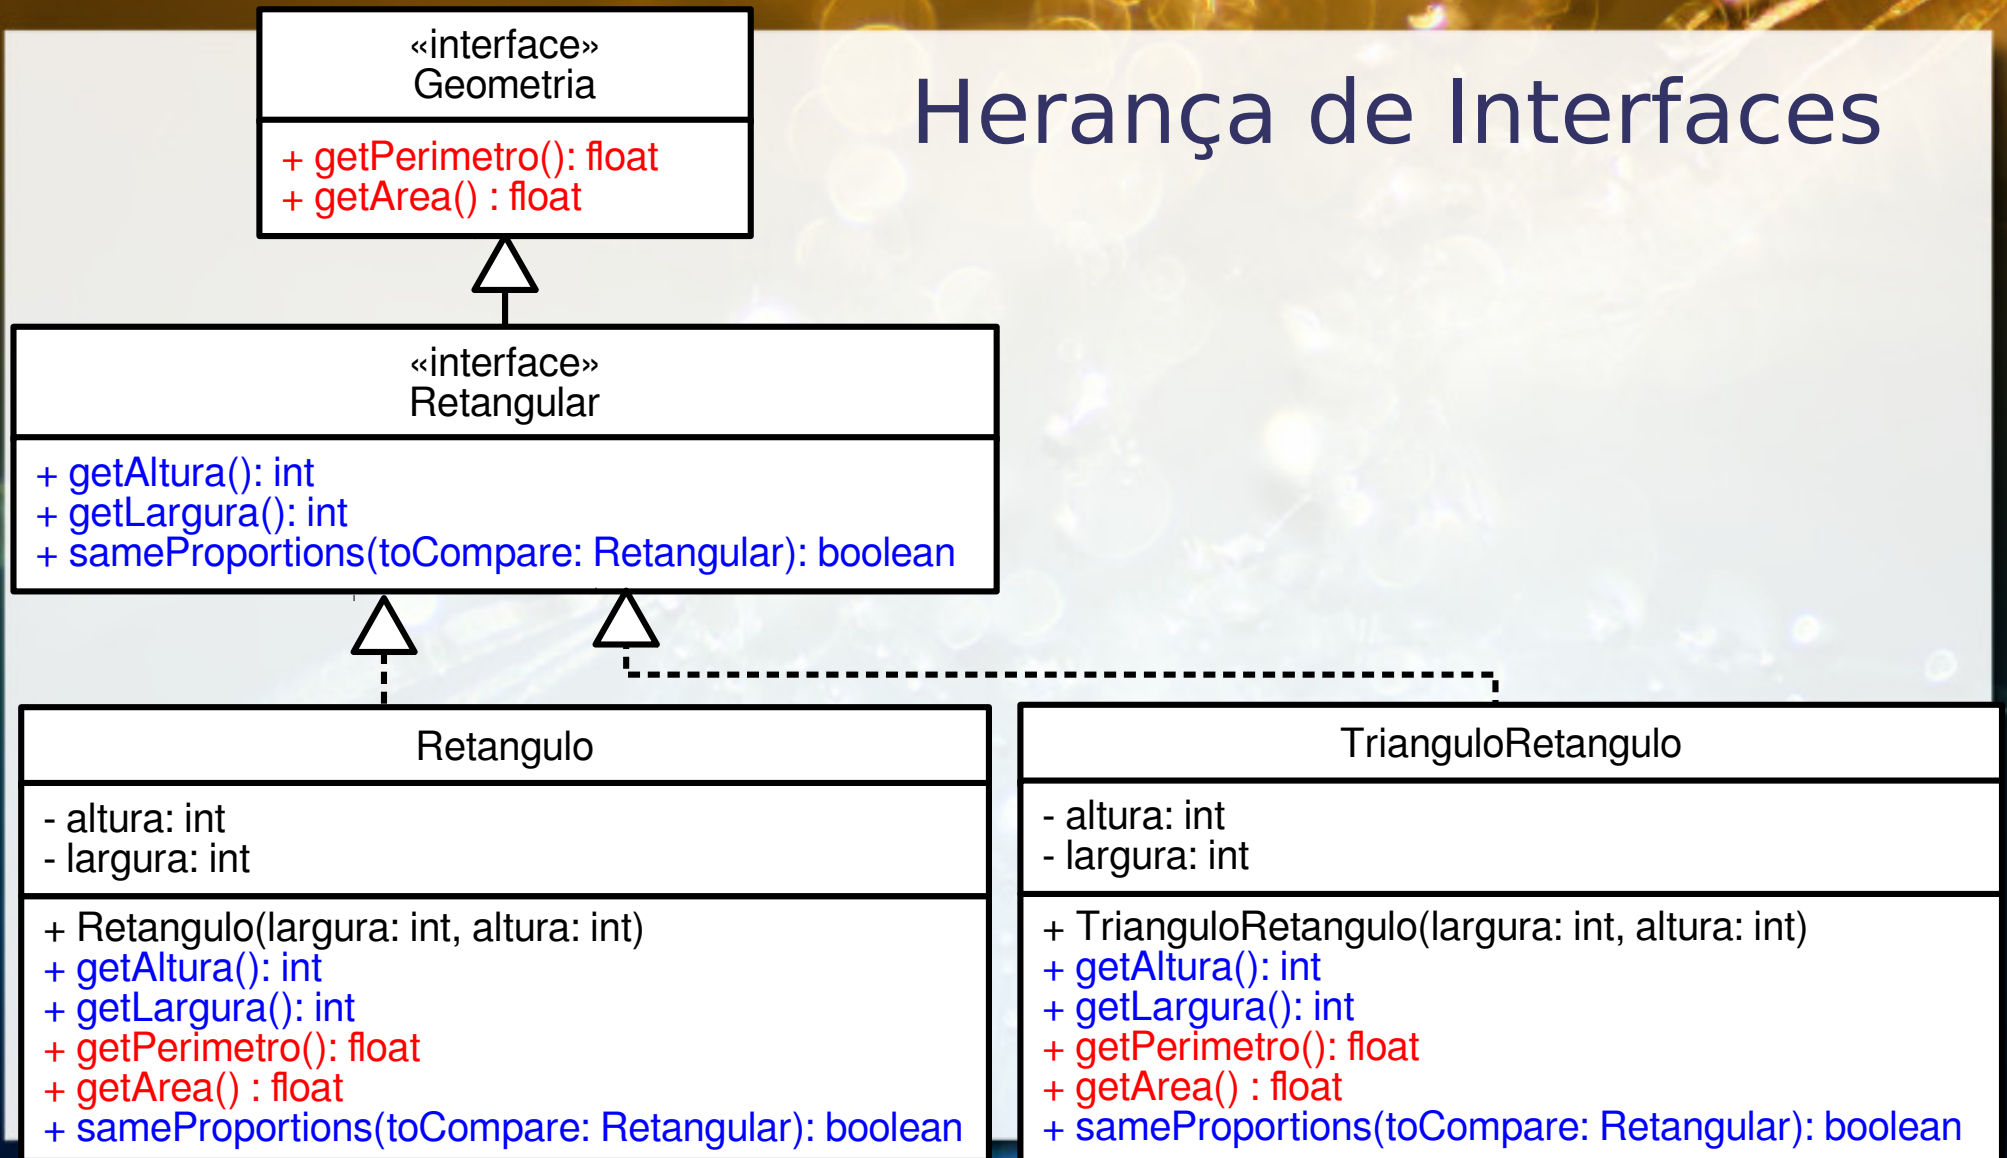 Herança de Interfaces
«interface»
Geometria
+ getPerimetro(): float
+ getArea() : float
«interface»
Retangular
+ getAltura(): int
+ getLargura(): int
+ sameProportions(toCompare: Retangular): boolean
Retangulo
- altura: int
- largura: int
+ Retangulo(largura: int, altura: int)
+ getAltura(): int
+ getLargura(): int
+ getPerimetro(): float
+ getArea() : float
+ sameProportions(toCompare: Retangular): boolean
TrianguloRetangulo
- altura: int
- largura: int
+ TrianguloRetangulo(largura: int, altura: int)
+ getAltura(): int
+ getLargura(): int
+ getPerimetro(): float
+ getArea() : float
+ sameProportions(toCompare: Retangular): boolean